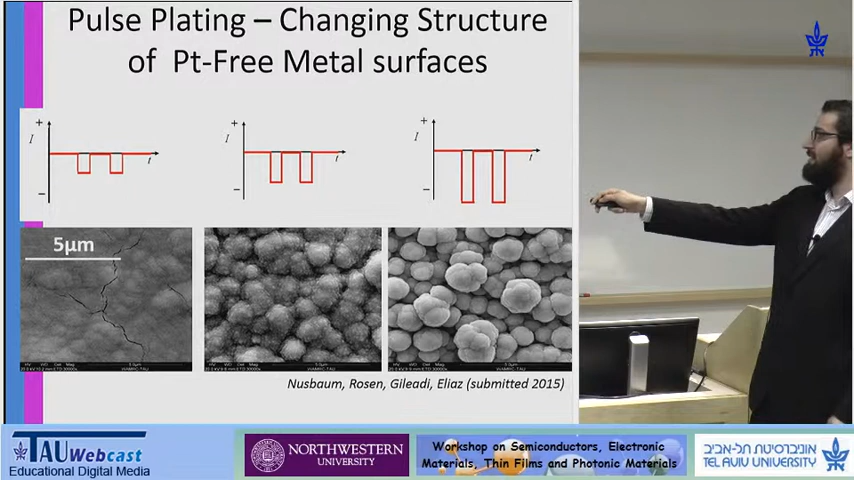 Pulse Plating – Changing Structure
of Pt-Free Metal surfaces
+
I
t
–
+
I
t
–
+
I
t
–
5μm
Nusbaum, Rosen, Gileadi, Eliaz (submitted 2015)
TAU Webcast
Educational Digital Media
NORTHWESTERN
UNIVERSITY
Workshop on Semiconductors, Electronic
Materials, Thin Films and Photonic Materials
אוניברסיטת תל-אביב
TEL AVIV UNIVERSITY